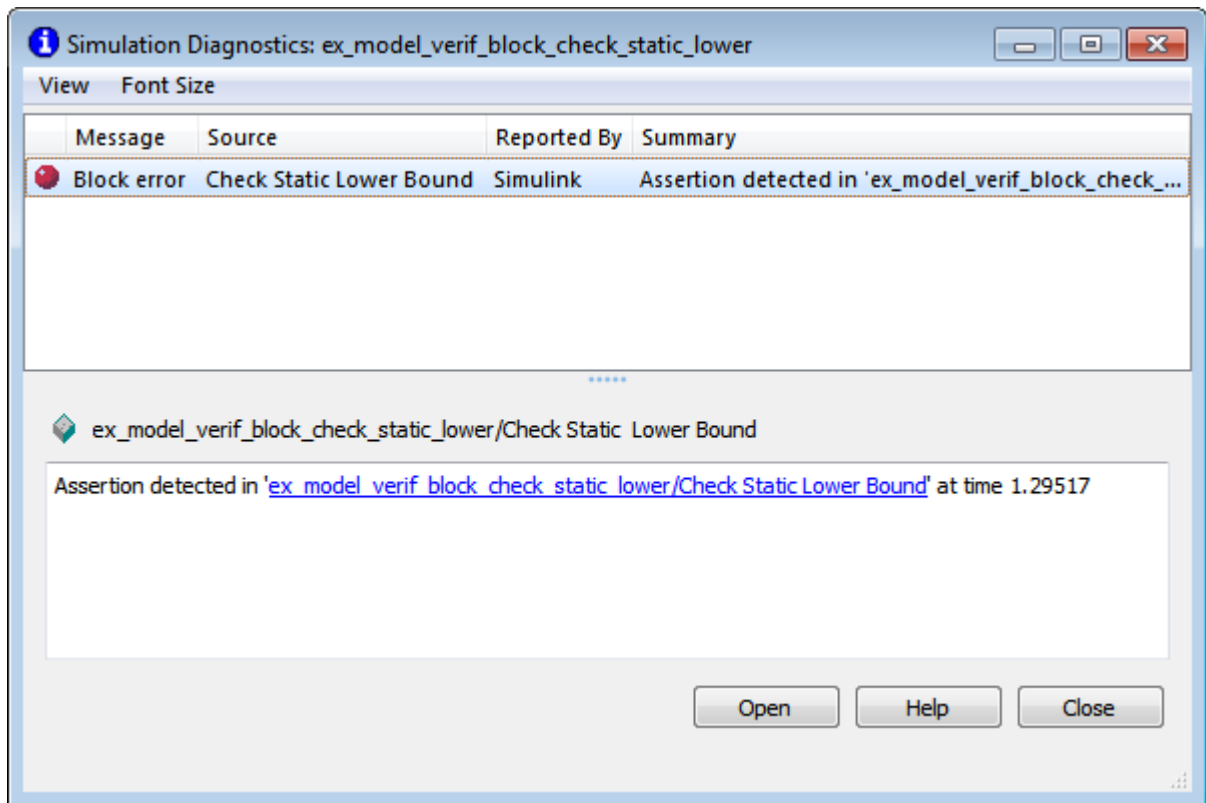 Simulation Diagnostics: ex_model_verif_block_check_static_lower
View Font Size
Message Source Reported By Summary
Block error Check Static Lower Bound Simulink Assertion detected in 'ex_model_verif_block_check_...
ex_model_verif_block_check_static_lower/Check Static Lower Bound
Assertion detected in 'ex_model_verif_block_check_static_lower/Check Static Lower Bound' at time 1.29517
Open Help Close